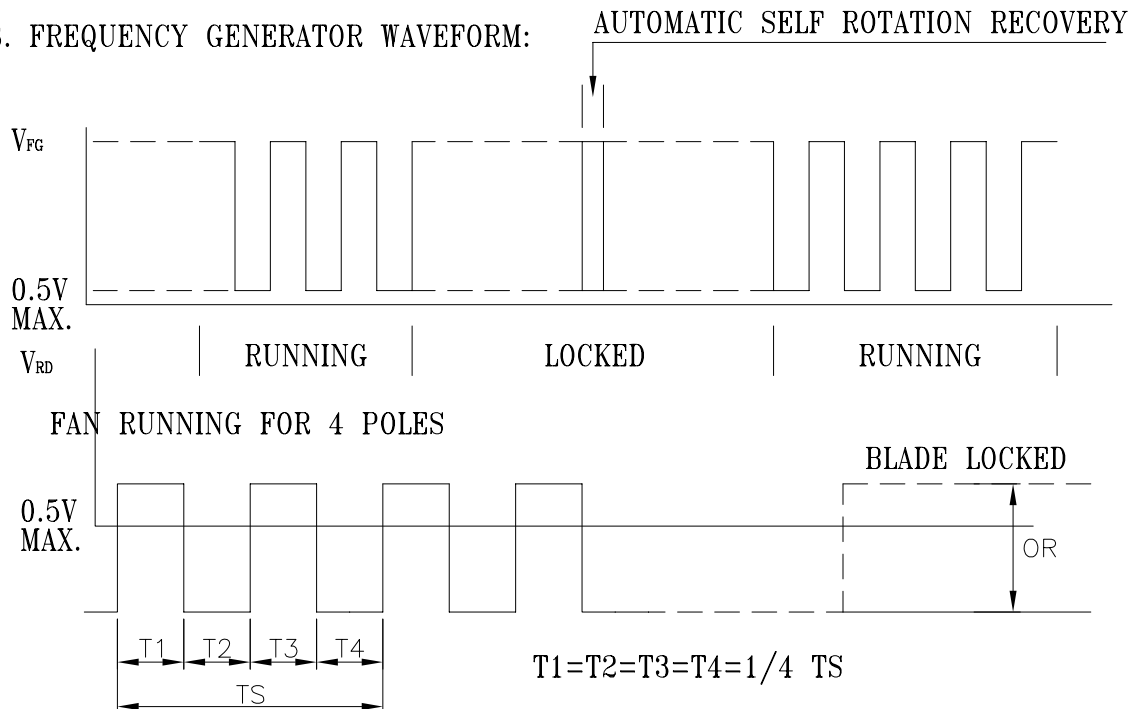 . FREQUENCY GENERATOR WAVEFORM:
AUTOMATIC SELF ROTATION RECOVERY
VFG
0.5V
MAX.
RUNNING
LOCKED
RUNNING
VRD
FAN RUNNING FOR 4 POLES
BLADE LOCKED
0.5V
MAX.
OR
T1 T2 T3 T4
T1=T2=T3=T4=1/4 TS
TS